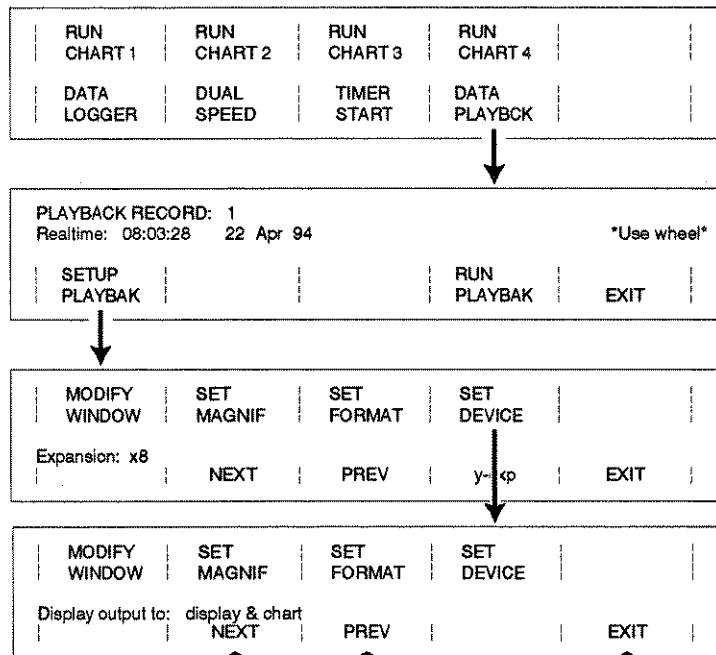 RUN RUN RUN RUN
CHART 1 CHART 2 CHART 3 CHART 4
DATA DUAL TIMER DATA
LOGGER SPEED START PLAYBCK
PLAYBACK RECORD: 1
Realtime: 08:03:28 22 Apr 94 *Use wheel*
SETUP RUN
PLAYBAK PLAYBAK EXIT
MODIFY SET SET SET
WINDOW MAGNIF FORMAT DEVICE
Expansion: x8
NEXT PREV EXIT
MODIFY SET SET SET
WINDOW MAGNIF FORMAT DEVICE
Display output to: display & chart
NEXT PREV EXIT